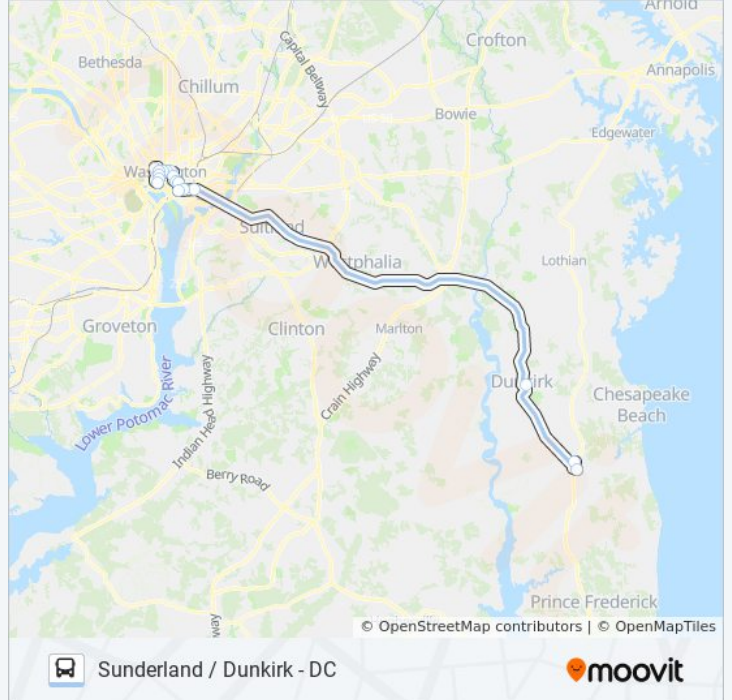 Arnold
Crofton
Bethesda
Capital Beltway
Annapolis
Chillum
Bowie
Edgewater
Washington
Suitland
Westphalia
Lothian
Groveton
Clinton
Marlton
Dunkirk
Chesapeake
Beach
Crain Highway
Indian Head Highway
Lower Potomac River
Berry Road
Prince Frederick
way
© OpenStreetMap contributors | © OpenMapTiles
Sunderland / Dunkirk - DC
moovit